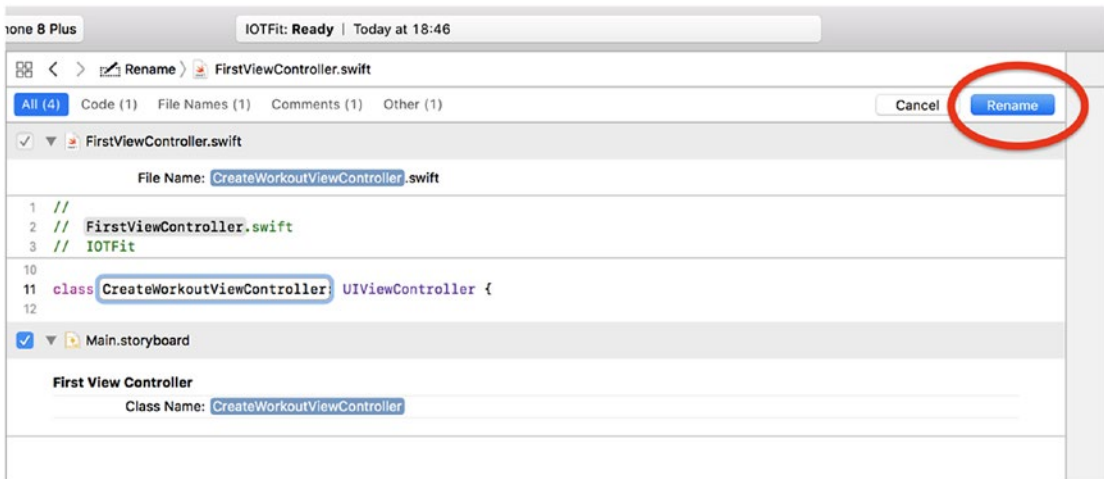 one 8 Plus IOTFit: Ready | Today at 18:46
Rename 〉 FirstViewController.swift
All (4) Code (1) File Names (1) Comments (1) Other (1) Cancel Rename
FirstViewController.swift
File Name: CreateWorkoutViewController.swift
1 //
2 // FirstViewController.swift
3 // IOTFit
10
11 class CreateWorkoutViewController: UIViewController {
12
Main.storyboard
First View Controller
Class Name: CreateWorkoutViewController